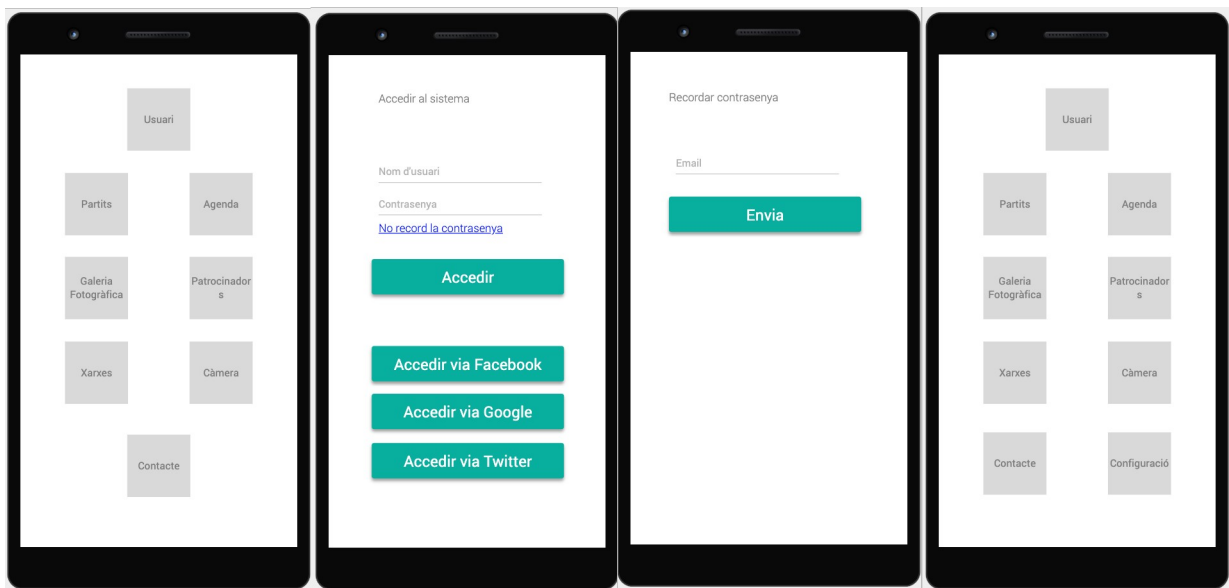 Usuari
Partits
Agenda
Galeria
Fotogràfica
Patrocinador
s
Xarxes
Càmera
Contacte
Accedir al sistema
Nom d'usuari
Contrasenya
No record la contrasenya
Accedir
Accedir via Facebook
Accedir via Google
Accedir via Twitter
Recordar contrasenya
Email
Envia
Usuari
Partits
Agenda
Galeria
Fotogràfica
Patrocinador
s
Xarxes
Càmera
Contacte
Configuració